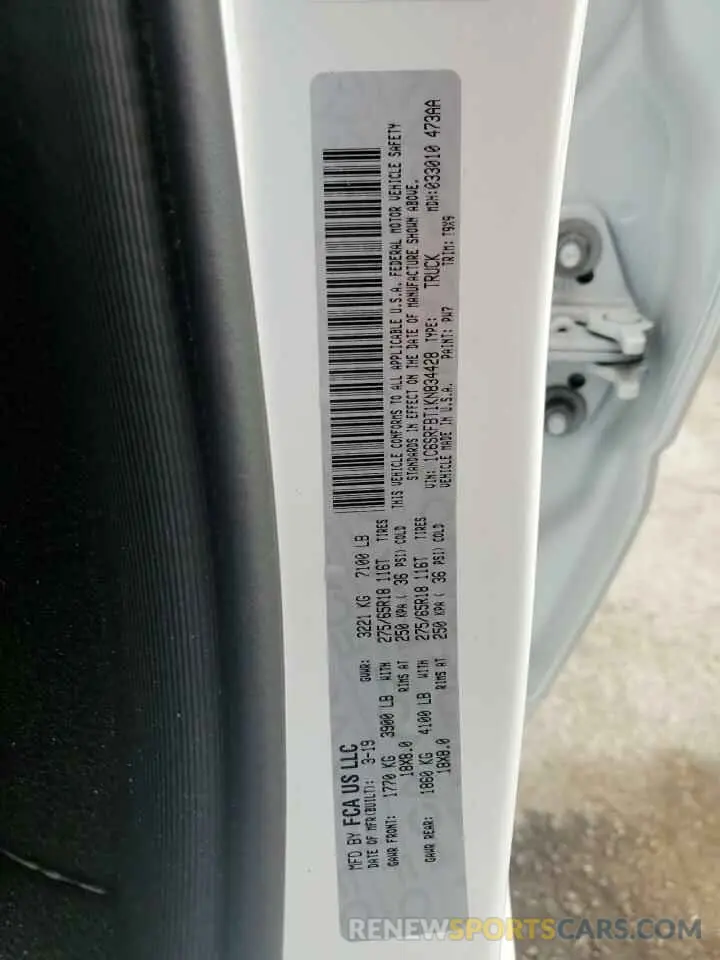 MFD BY FCA US LLC
DATE OF MFR(BUILT): 3-19 GVWR: 3221 KG 7100 LB
GAWR FRONT: 1770 KG 3900 LB WITH 275/65R18 116T TIRES
18X8.0 RIMS AT 250 KPA ( 36 PSI) COLD
GAWR REAR: 1860 KG 4100 LB WITH 275/65R18 116T TIRES
18X8.0 RIMS AT 250 KPA ( 36 PSI) COLD
THIS VEHICLE CONFORMS TO ALL APPLICABLE U.S.A. FEDERAL MOTOR VEHICLE SAFETY
STANDARDS IN EFFECT ON THE DATE OF MANUFACTURE SHOWN ABOVE.
VIN: 1C6SRFBT1KN834428 TYPE: TRUCK MDH:033010 473AA
VEHICLE MADE IN U.S.A. PAINT: PW7 TRIM: T9X9
RENEWSPORTSCARS.COM